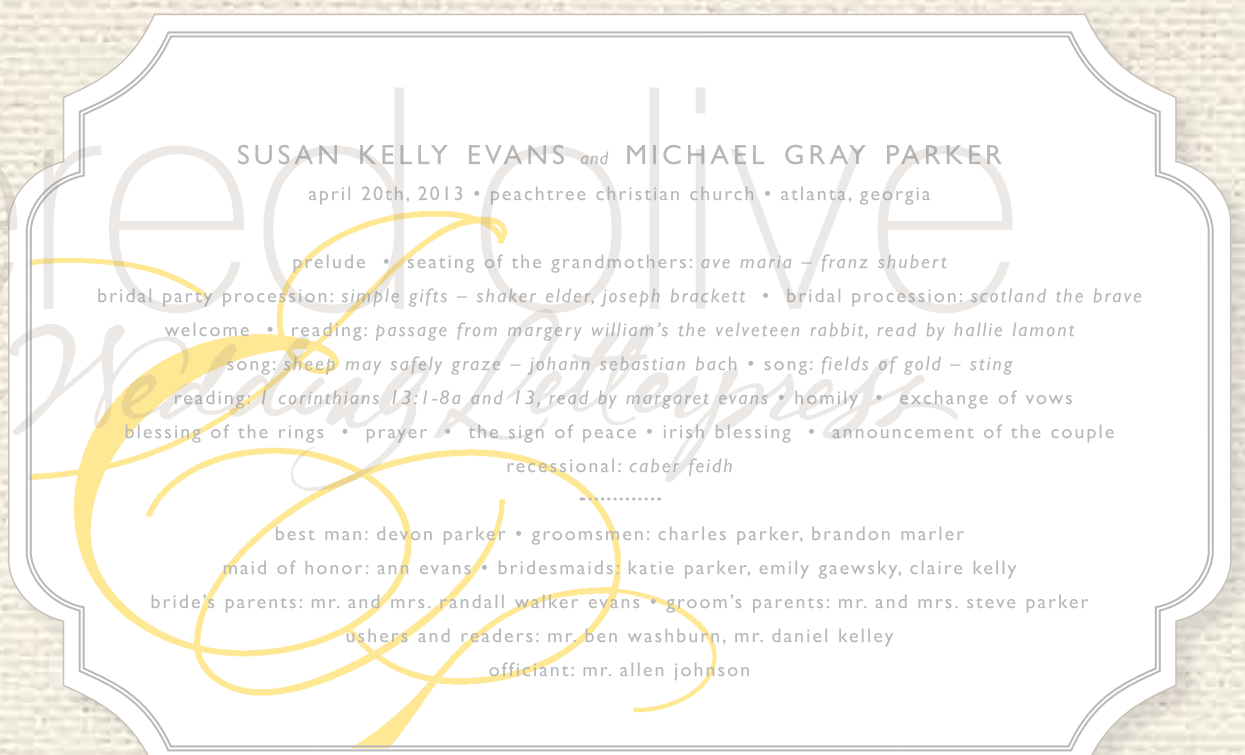 red olive
Wedding Letterpress
SUSAN KELLY EVANS and MICHAEL GRAY PARKER
april 20th, 2013 • peachtree christian church • atlanta, georgia
prelude • seating of the grandmothers: ave maria – franz shubert
bridal party procession: simple gifts – shaker elder, joseph brackett • bridal procession: scotland the brave
welcome • reading: passage from margery william's the velveteen rabbit, read by hallie lamont
song: sheep may safely graze – johann sebastian bach • song: fields of gold – sting
reading: 1 corinthians 13:1-8a and 13, read by margaret evans • homily • exchange of vows
blessing of the rings • prayer • the sign of peace • irish blessing • announcement of the couple
recessional: caber feidh
best man: devon parker • groomsmen: charles parker, brandon marler
maid of honor: ann evans • bridesmaids: katie parker, emily gaewsky, claire kelly
bride's parents: mr. and mrs. randall walker evans • groom's parents: mr. and mrs. steve parker
ushers and readers: mr. ben washburn, mr. daniel kelley
officiant: mr. allen johnson